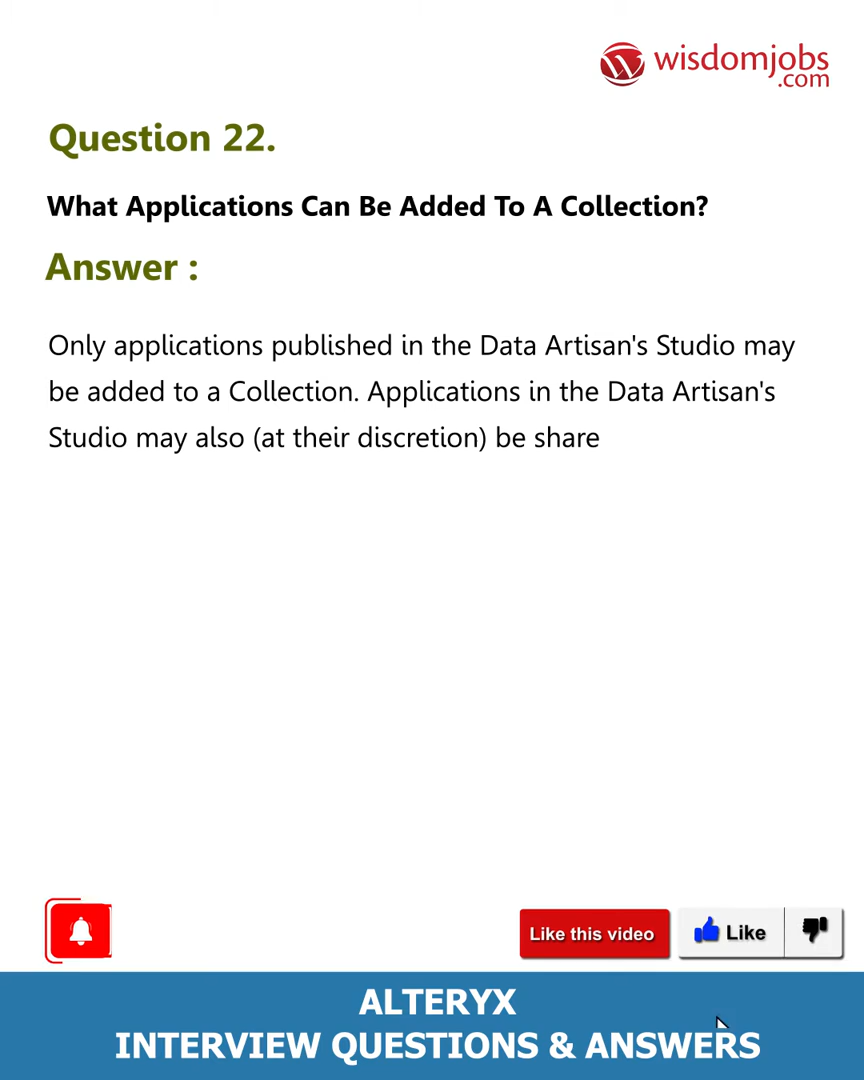 wisdomjobs
.com
Question 22.
What Applications Can Be Added To A Collection?
Answer :
Only applications published in the Data Artisan's Studio may
be added to a Collection. Applications in the Data Artisan's
Studio may also (at their discretion) be share
Like this video
Like
ALTERYX
INTERVIEW QUESTIONS & ANSWERS